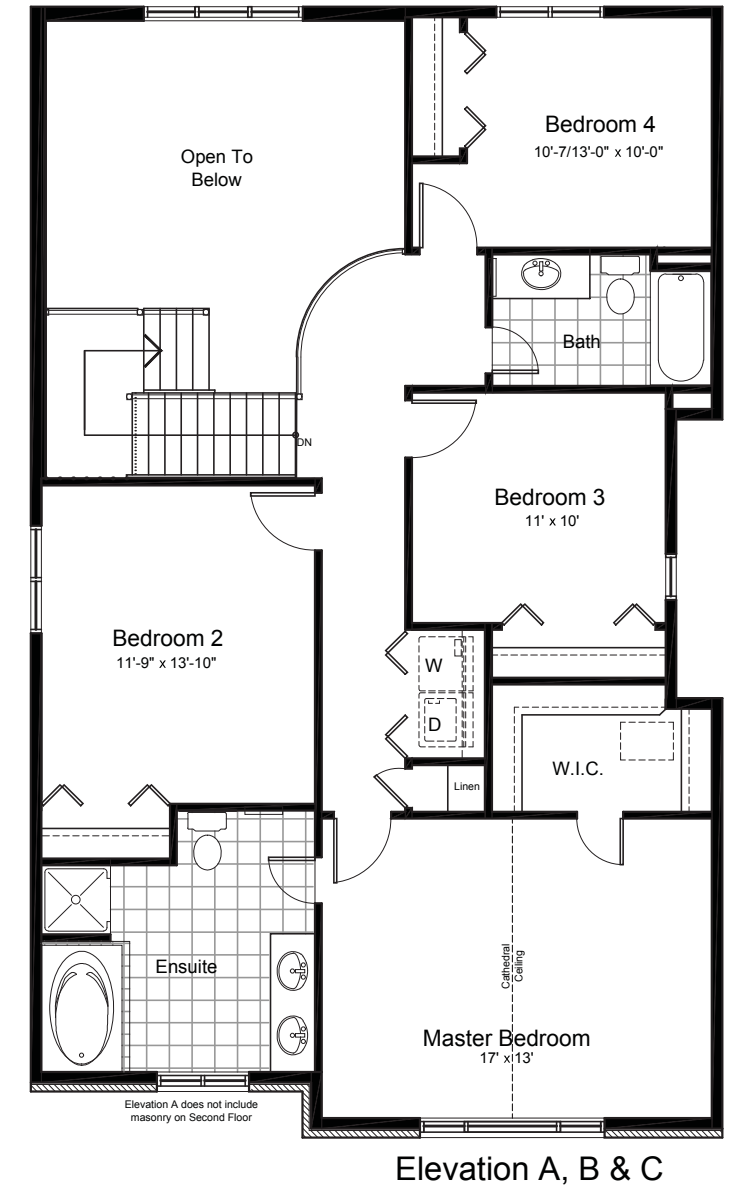 Open To
Below
Bedroom 4
10'-7/13'-0" x 10'-0"
Bath
DN
Bedroom 3
11' x 10'
Bedroom 2
11'-9" x 13'-10"
W
D
Linen
W.I.C.
Ensuite
Cathedral
Ceiling
Master Bedroom
17' x 13'
Elevation A does not include
masonry on Second Floor
Elevation A, B & C